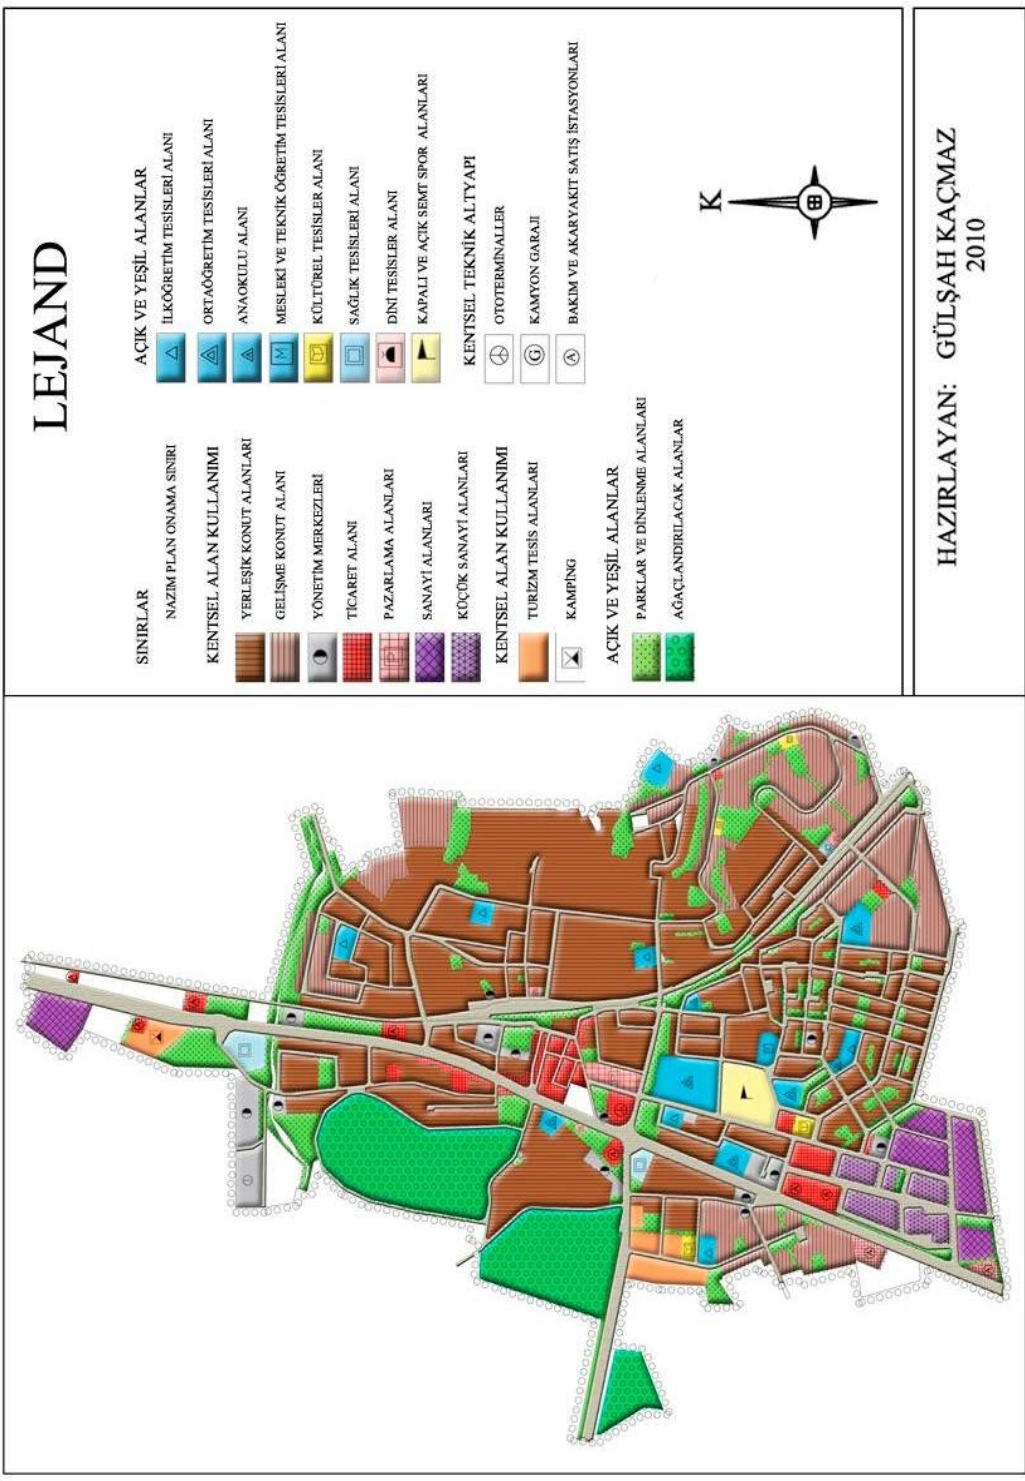 LEJAND
SINIRLAR
NAZIM PLAN ONAMA SINIRI
KENTSEL ALAN KULLANIMI
YERLEŞİK KONUT ALANLARI
GELİŞME KONUT ALANI
YÖNETİM MERKEZLERİ
TİCARET ALANI
PAZARLAMA ALANLARI
SANAYİ ALANLARI
KÜÇÜK SANAYİ ALANLARI
KENTSEL ALAN KULLANIMI
TURİZM TESİS ALANLARI
KAMPİNG
AÇIK VE YEŞİL ALANLAR
PARKLAR VE DİNLENME ALANLARI
AĞAÇLANDIRILACAK ALANLAR
AÇIK VE YEŞİL ALANLAR
İLKÖĞRETİM TESİSLERİ ALANI
ORTAÖĞRETİM TESİSLERİ ALANI
ANAOKULU ALANI
M MESLEKİ VE TEKNİK ÖĞRETİM TESİSLERİ ALANI
KÜLTÜREL TESİSLER ALANI
SAĞLIK TESİSLERİ ALANI
DİNİ TESİSLER ALANI
KAPALI VE AÇIK SEMT SPOR ALANLARI
KENTSEL TEKNİK ALTYAPI
OTOTERMİNALLER
G KAMYON GARAJI
A BAKIM VE AKARYAKIT SATIŞ İSTASYONLARI
K
HAZIRLAYAN: GÜLŞAH KAÇMAZ
2010